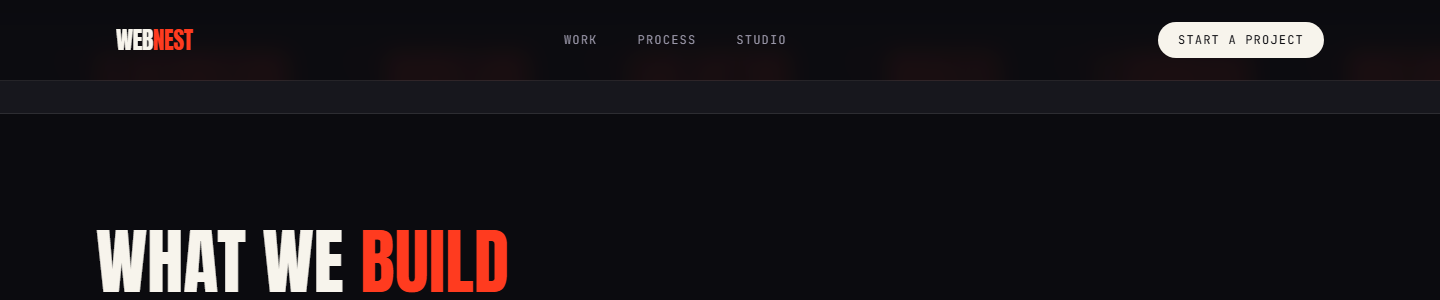 WEBNEST
WORK
PROCESS
STUDIO
START A PROJECT
WHAT WE BUILD